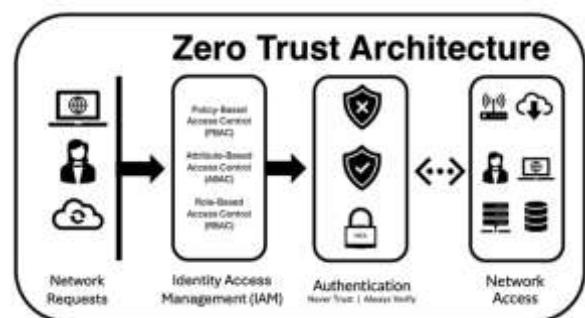 Zero Trust Architecture
Policy-Based
Access Control
(PBAC)
Attribute-Based
Access Control
(ABAC)
Role-Based
Access Control
(RBAC)
Network
Requests
Identity Access
Management (IAM)
Authentication
Never Trust | Always Verify
Network
Access